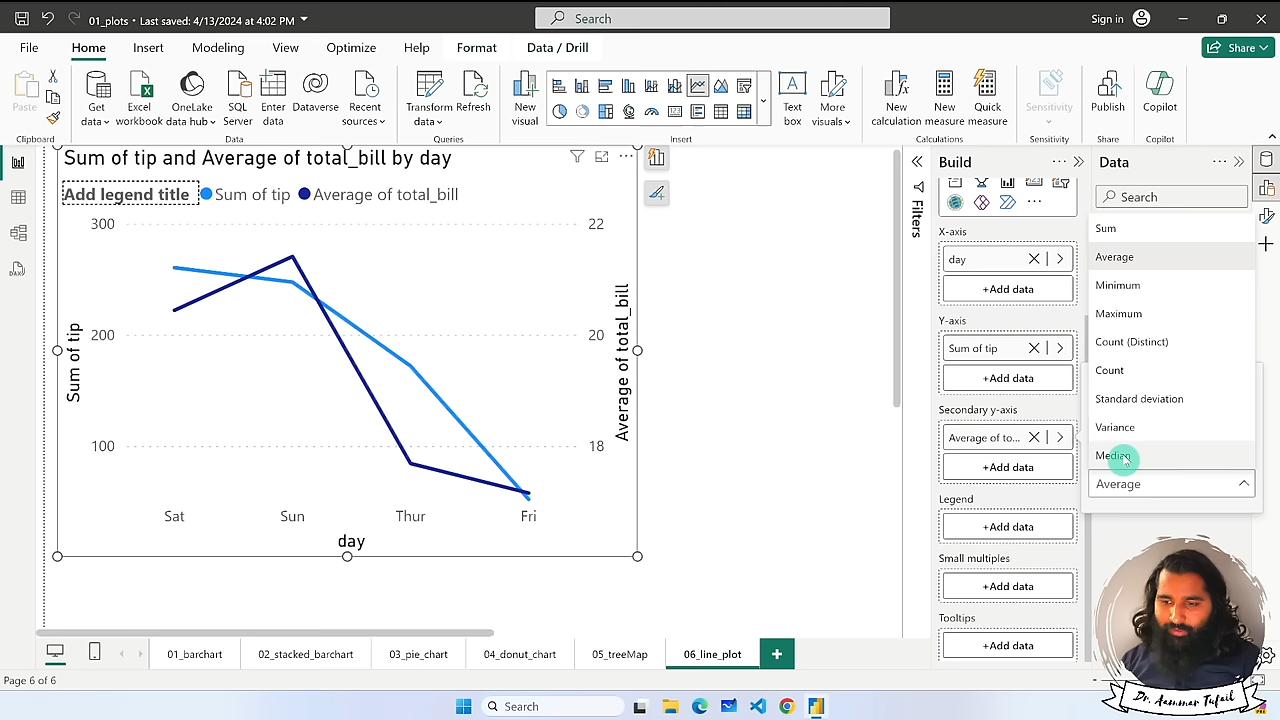 01_plots • Last saved: 4/13/2024 at 4:02 PM
Search
Sign in
File Home Insert Modeling View Optimize Help Format Data / Drill
Share
Paste
Get data
Excel workbook
OneLake data hub
SQL Server
Enter data
Dataverse
Recent sources
Transform data
Refresh
New visual
Text box
More visuals
New calculation
New measure
Quick measure
Sensitivity
Publish
Copilot
Clipboard Data Queries Insert Calculations Sensitivity Share Copilot
Sum of tip and Average of total_bill by day
Add legend title Sum of tip Average of total_bill
300 22
200 20
100 18
Sum of tip
Average of total_bill
Sat Sun Thur Fri
day
Filters
Build
X-axis
day
+Add data
Y-axis
Sum of tip
+Add data
Secondary y-axis
Average of to...
+Add data
Legend
+Add data
Small multiples
+Add data
Tooltips
+Add data
Data
Search
Sum
Average
Minimum
Maximum
Count (Distinct)
Count
Standard deviation
Variance
Median
Average
01_barchart 02_stacked_barchart 03_pie_chart 04_donut_chart 05_treeMap 06_line_plot
Page 6 of 6
Search
Dr. Aammar Tufail